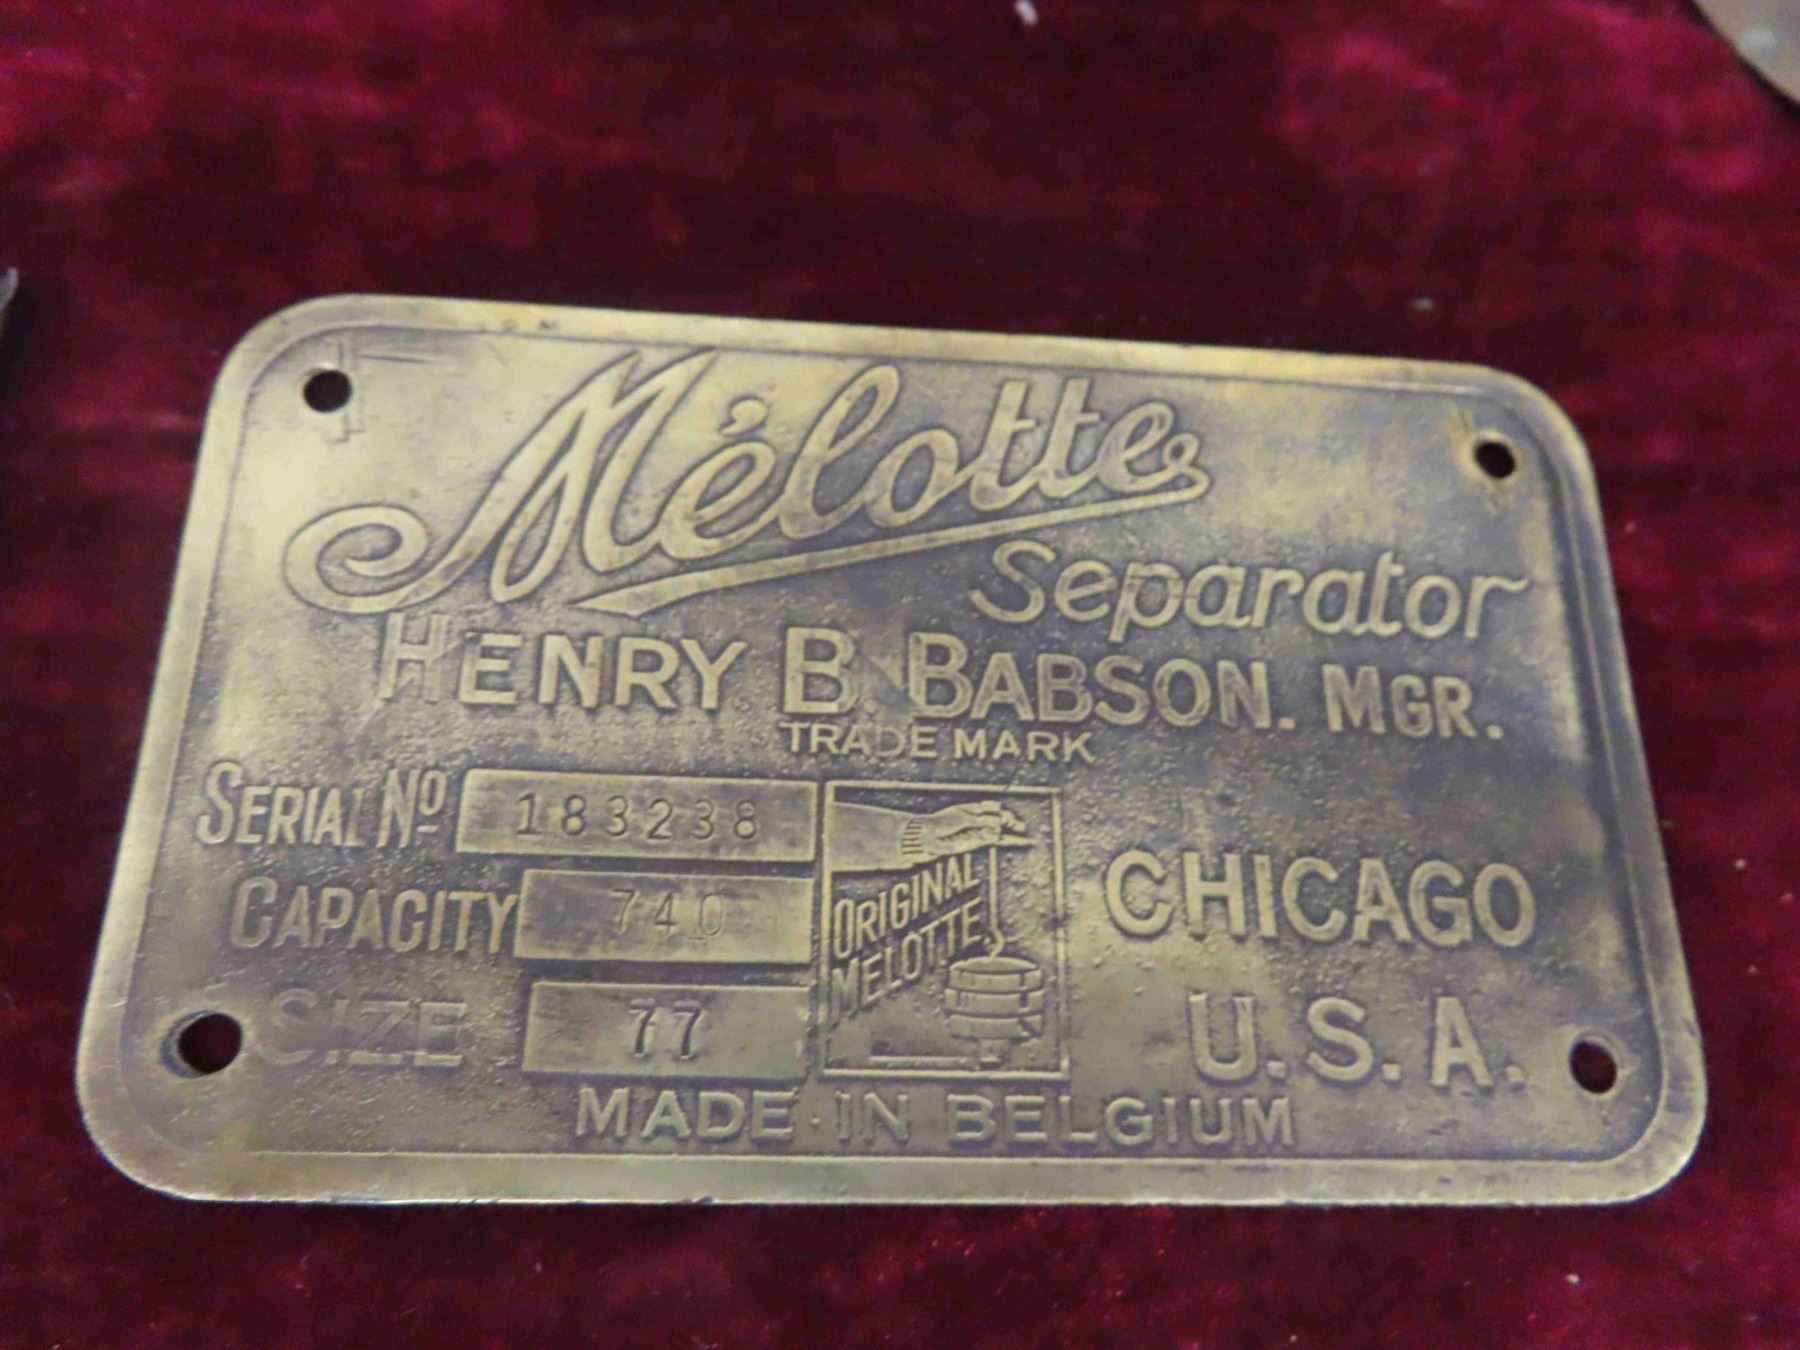 Mélotte
Separator
HENRY B BABSON. MGR.
TRADE MARK
SERIAL Nº 183238
CAPACITY 740
SIZE 77
ORIGINAL
MELOTTE
CHICAGO
U.S.A.
MADE IN BELGIUM